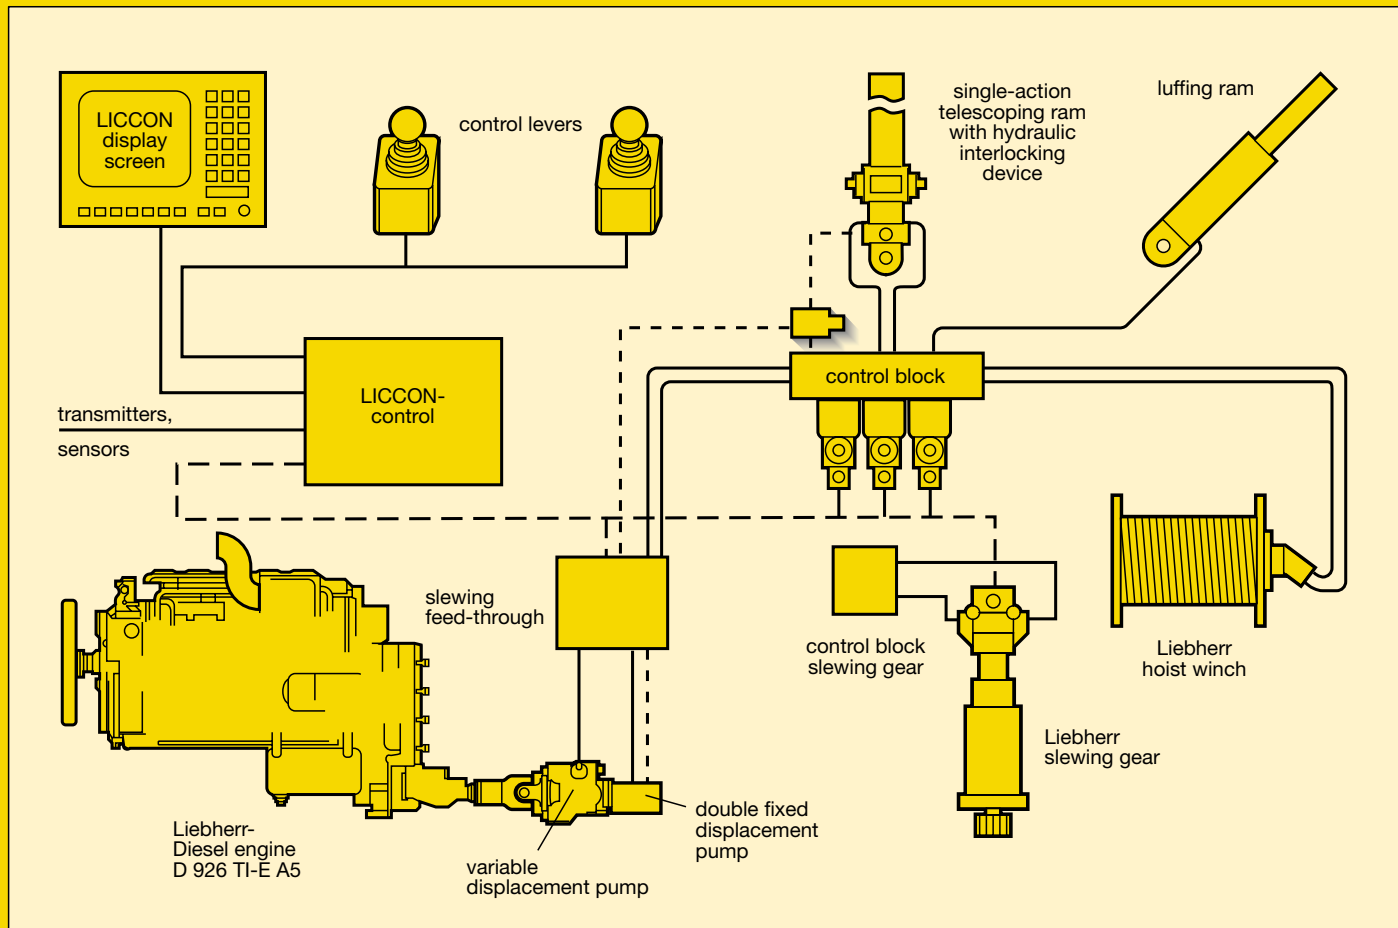 LICCON
display
screen
control levers
single-action
telescoping ram
with hydraulic
interlocking
device
luffing ram
LICCON-
control
transmitters,
sensors
control block
slewing
feed-through
control block
slewing gear
Liebherr
hoist winch
Liebherr
slewing gear
Liebherr-
Diesel engine
D 926 TI-E A5
variable
displacement pump
double fixed
displacement
pump